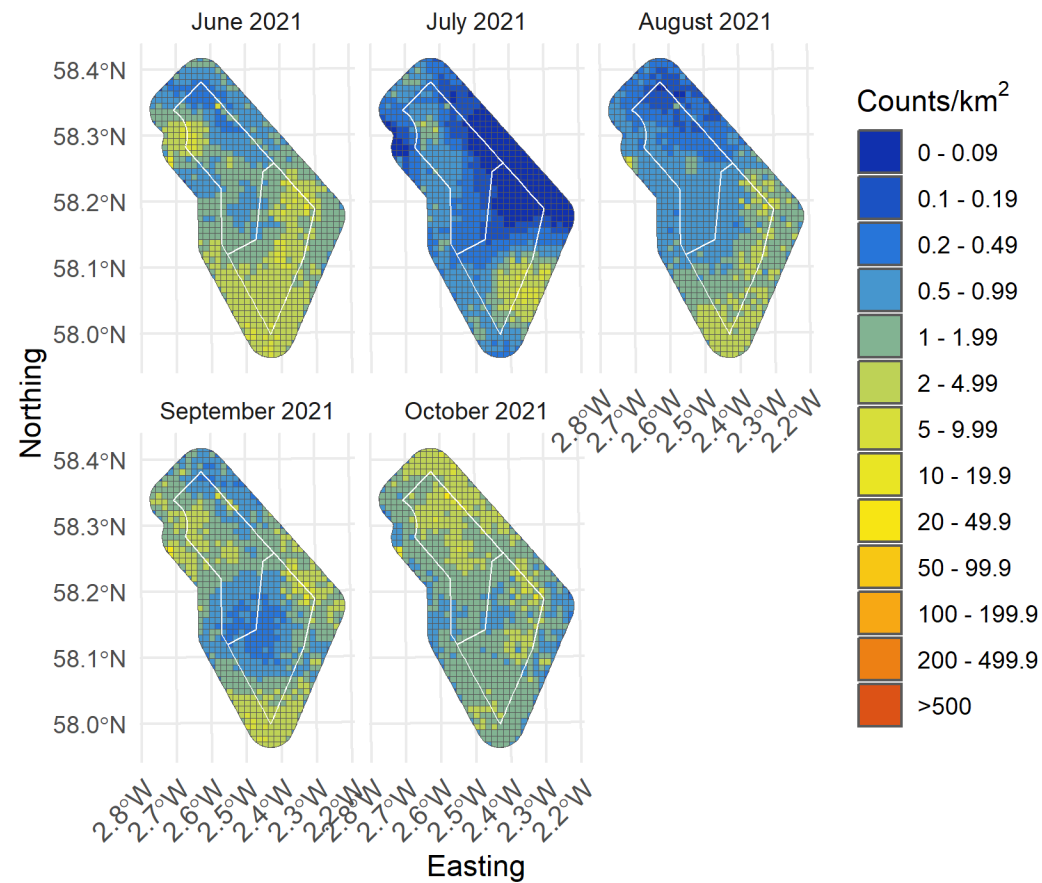 June 2021
July 2021
August 2021
58.4°N
58.3°N
58.2°N
58.1°N
58.0°N
2.8°W
2.7°W
2.6°W
2.5°W
2.4°W
2.3°W
2.2°W
September 2021
October 2021
58.4°N
58.3°N
58.2°N
58.1°N
58.0°N
2.8°W
2.7°W
2.6°W
2.5°W
2.4°W
2.3°W
2.2°W
2.8°W
2.7°W
2.6°W
2.5°W
2.4°W
2.3°W
2.2°W
Northing
Easting
Counts/km²
0 - 0.09
0.1 - 0.19
0.2 - 0.49
0.5 - 0.99
1 - 1.99
2 - 4.99
5 - 9.99
10 - 19.9
20 - 49.9
50 - 99.9
100 - 199.9
200 - 499.9
>500